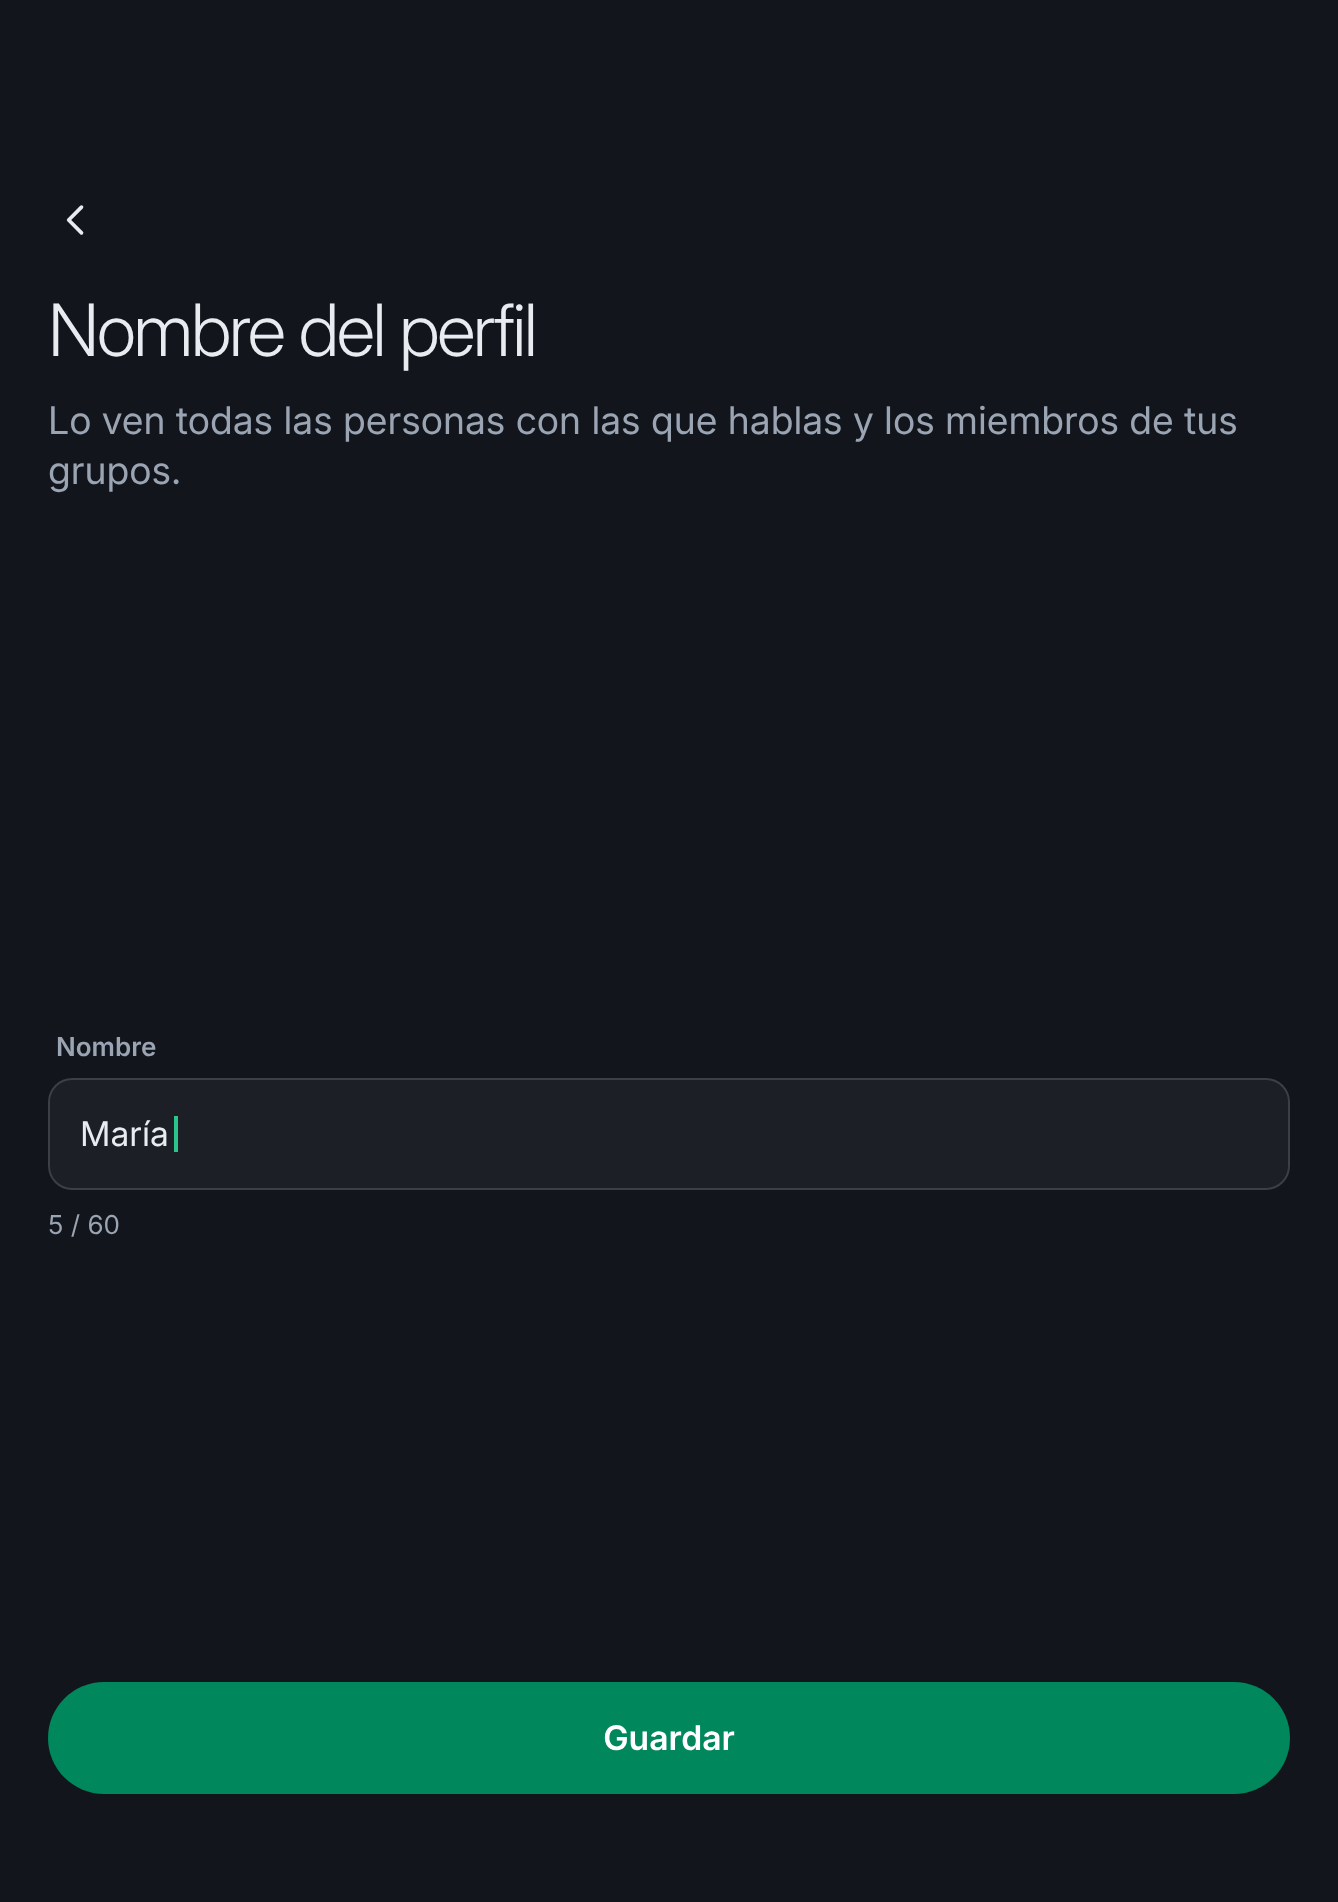 Nombre del perfil
Lo ven todas las personas con las que hablas y los miembros de tus
grupos.
Nombre
María
5 / 60
Guardar